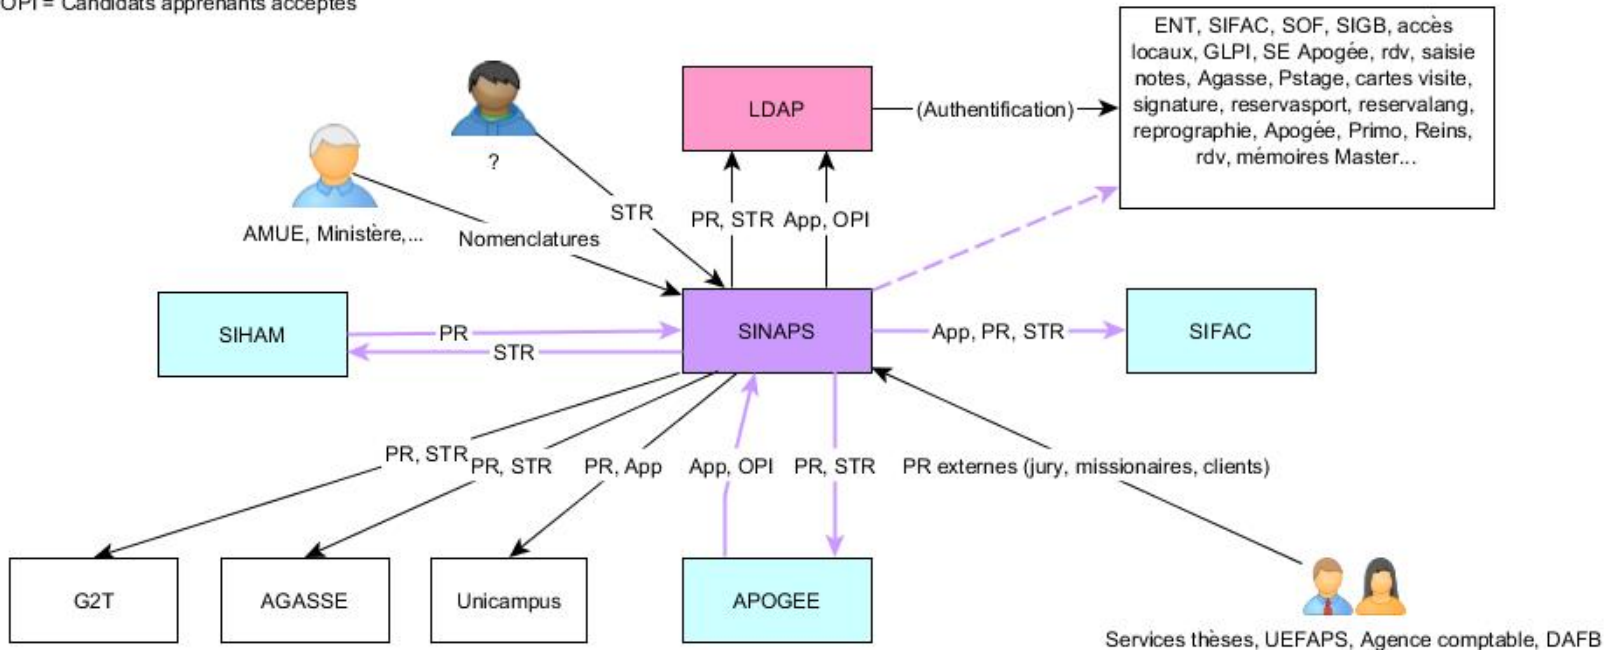 OPI = Candidats apprenants acceptés
ENT, SIFAC, SOF, SIGB, accès
locaux, GLPI, SE Apogée, rdv, saisie
notes, Agasse, Pstage, cartes visite,
signature, reservasport, reservalang,
reprographie, Apogée, Primo, Reins,
rdv, mémoires Master...
LDAP
(Authentification)
?
STR
PR, STR
App, OPI
AMUE, Ministère,...
Nomenclatures
SIHAM
PR
STR
SINAPS
App, PR, STR
SIFAC
PR, STR
PR, STR
PR, App
App, OPI
PR, STR
PR externes (jury, missionaires, clients)
G2T
AGASSE
Unicampus
APOGEE
Services thèses, UEFAPS, Agence comptable, DAFB